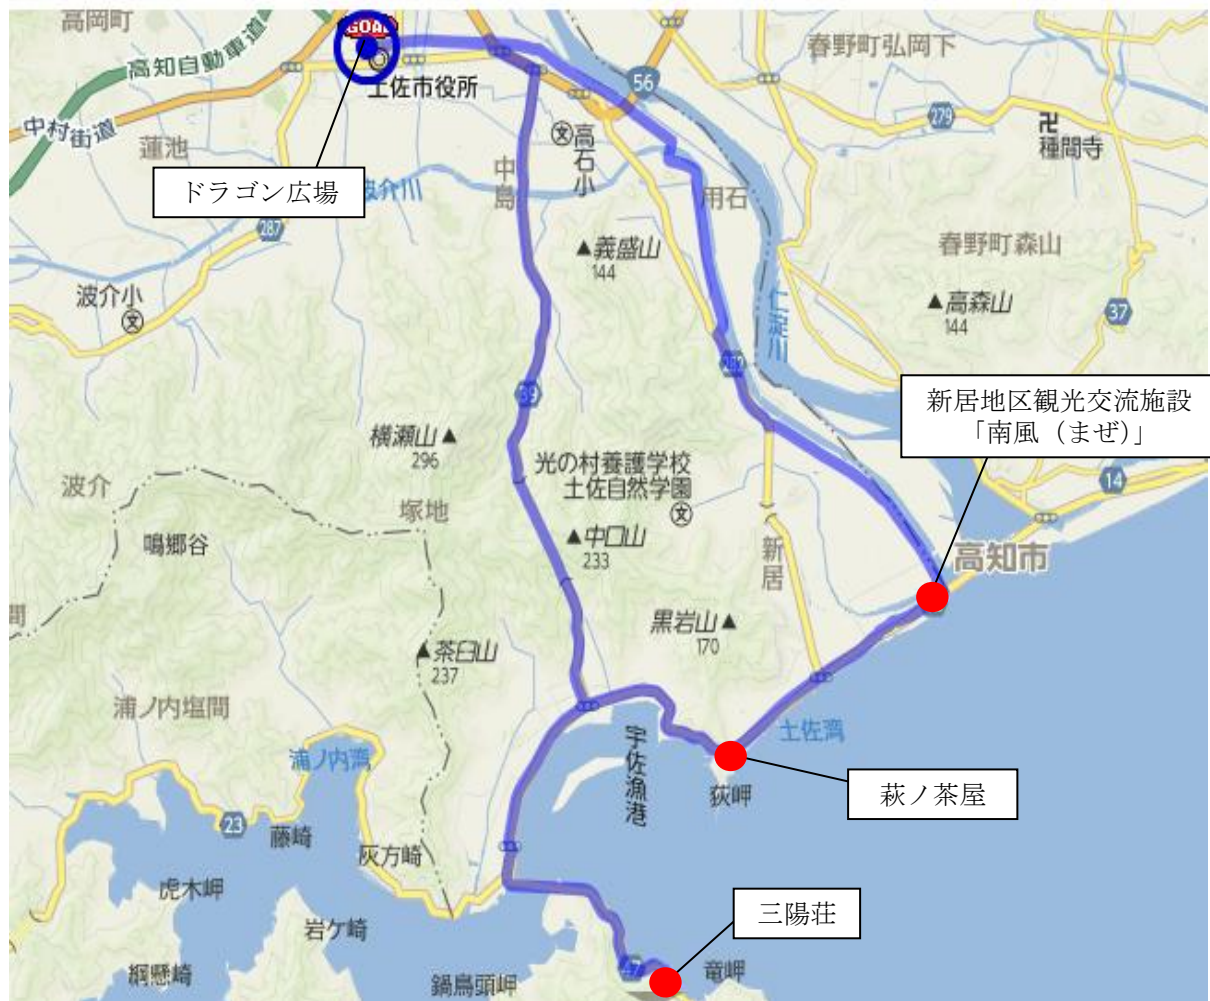 高岡町
GOAL
高知自動車道
土佐市役所
中村街道
蓮池
ドラゴン広場
波介川
287
波介小
文
中島
文
高石小
56
用石
春野町弘岡下
279
卍
種間寺
春野町森山
▲義盛山
144
▲高森山
144
37
仁淀川
39
282
新居地区観光交流施設
「南風（まぜ）」
横瀬山▲
296
光の村養護学校
土佐自然学園
文
波介
塚地
鳴郷谷
▲中口山
233
新居
14
高知市
間
黒岩山▲
170
▲茶臼山
237
浦ノ内塩間
浦ノ内湾
宇佐漁港
土佐湾
荻岬
萩ノ茶屋
23
藤崎
灰方崎
虎木岬
岩ケ崎
三陽荘
綱懸崎
鍋烏頭岬
47
竜岬